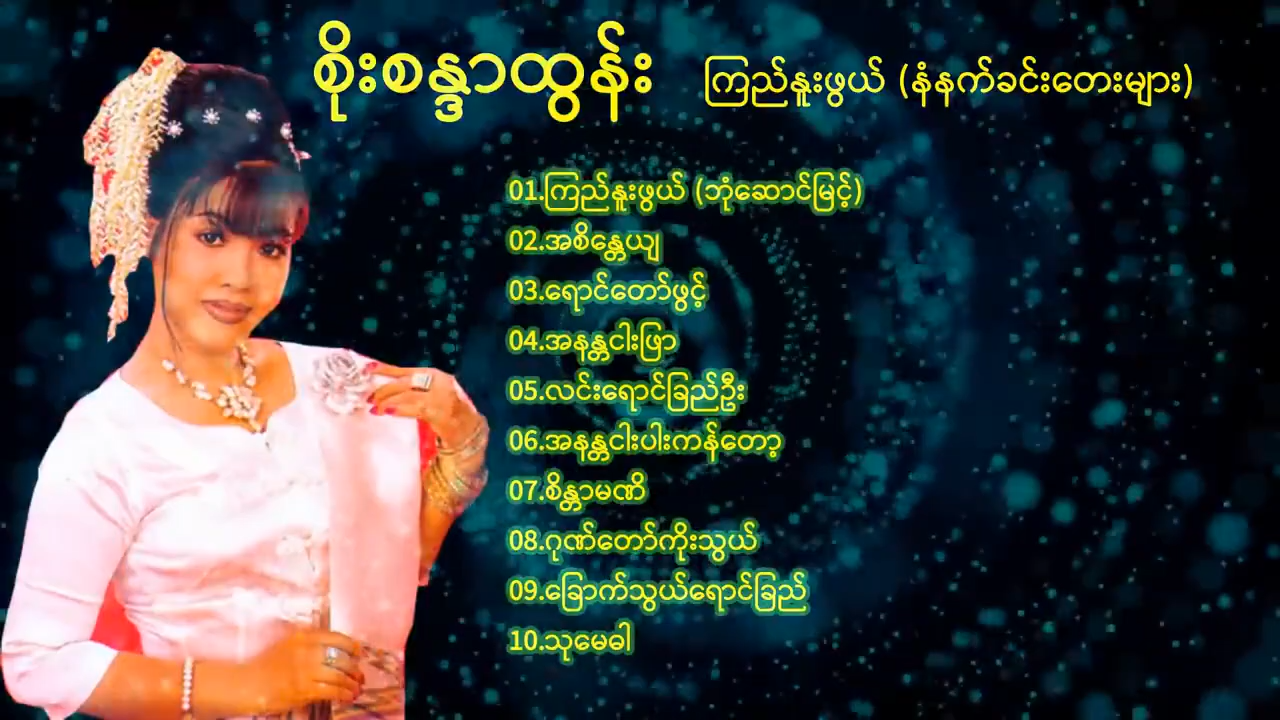 စိုးစန္ဒာထွန်း ကြည်နူးဖွယ် (နံနက်ခင်းတေးများ)
01.ကြည်နူးဖွယ် (ဘုံဆောင်မြင့်)
02.အစိန္တေယျ
03.ရောင်တော်ဖွင့်
04.အနန္တငါးဖြာ
05.လင်းရောင်ခြည်ဦး
06.အနန္တငါးပါးကန်တော့
07.စိန္တာမဏိ
08.ဂုဏ်တော်ကိုးသွယ်
09.ခြောက်သွယ်ရောင်ခြည်
10.သုမေဓါ